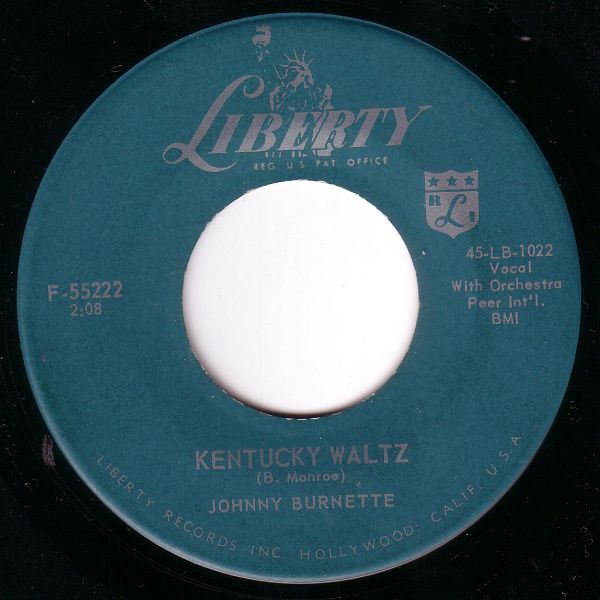 LIBERTY
REG. U.S. PAT. OFFICE
R L I
45-LB-1022
Vocal
With Orchestra
Peer Int'l.
BMI
F-55222
2:08
KENTUCKY WALTZ
(B. Monroe)
JOHNNY BURNETTE
LIBERTY RECORDS INC. HOLLYWOOD, CALIF. U.S.A.